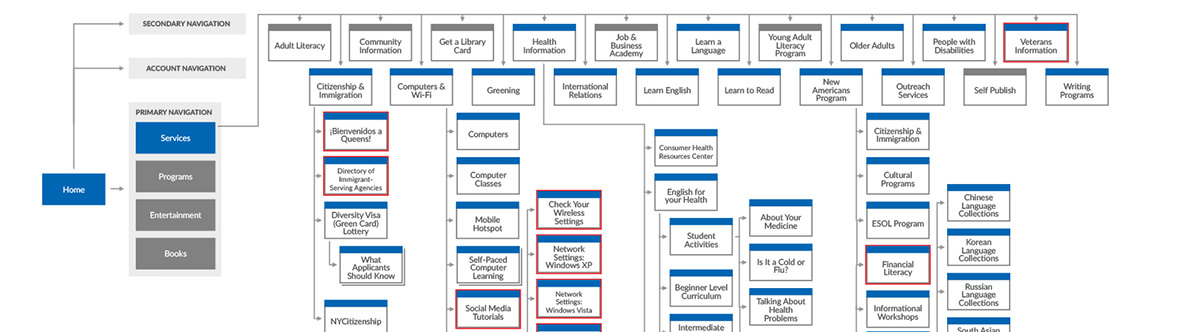 SECONDARY NAVIGATION
ACCOUNT NAVIGATION
PRIMARY NAVIGATION
Services
Programs
Entertainment
Books
Home
Adult Literacy
Community
Information
Get a Library
Card
Health
Information
Job &
Business
Academy
Learn a
Language
Young Adult
Literacy
Program
Older Adults
People with
Disabilities
Veterans
Information
Citizenship &
Immigration
Computers &
Wi-Fi
Greening
International
Relations
Learn English
Learn to Read
New
Americans
Program
Outreach
Services
Self Publish
Writing
Programs
¡Bienvenidos a
Queens!
Directory of
Immigrant-
Serving Agencies
Diversity Visa
(Green Card)
Lottery
What
Applicants
Should Know
NYCitizenship
Computers
Computer
Classes
Mobile
Hotspot
Self-Paced
Computer
Learning
Social Media
Tutorials
Check Your
Wireless
Settings
Network
Settings:
Windows XP
Network
Settings:
Windows Vista
Consumer Health
Resources Center
English for
your Health
Student
Activities
Beginner Level
Curriculum
Intermediate
About Your
Medicine
Is It a Cold or
Flu?
Talking About
Health
Problems
Citizenship &
Immigration
Cultural
Programs
ESOL Program
Financial
Literacy
Informational
Workshops
Chinese
Language
Collections
Korean
Language
Collections
Russian
Language
Collections
South Asian